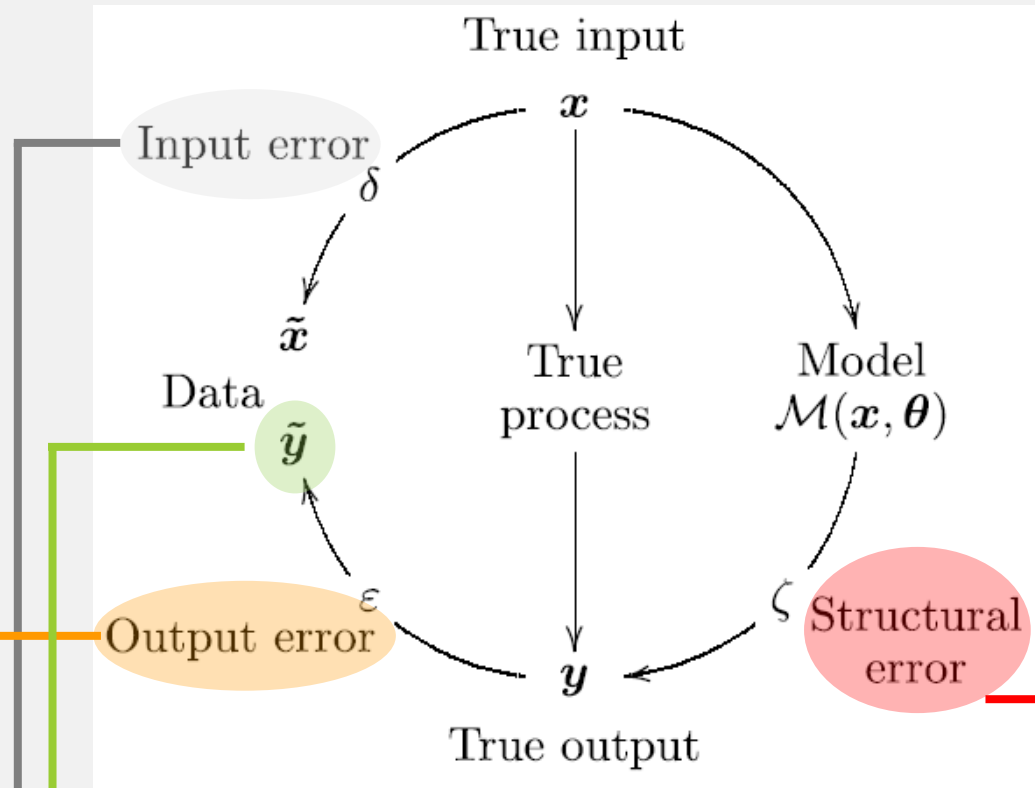 True input
x
Input error
δ
x̃
Data
ỹ
True
process
Model
ℳ(x, θ)
ε
Output error
ζ
Structural
error
y
True output